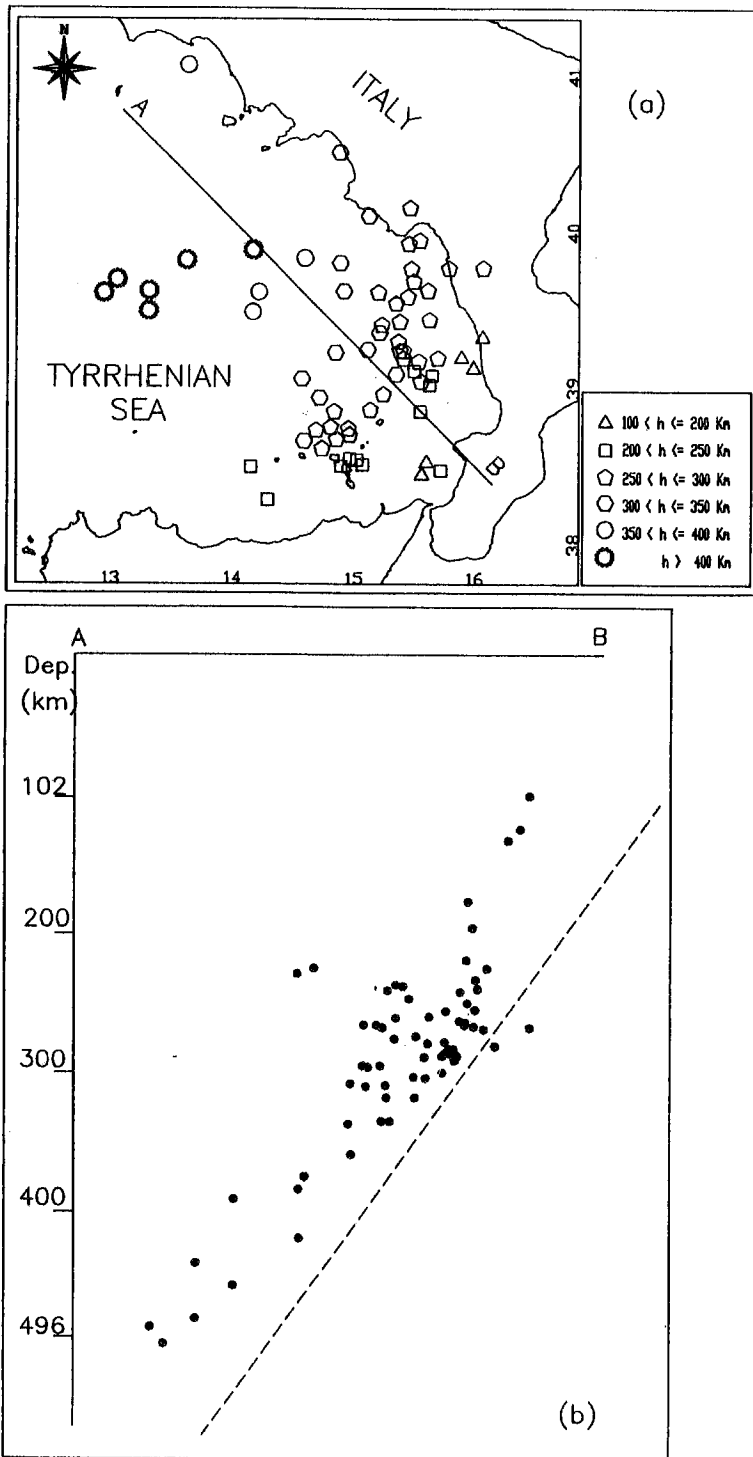 N
41
ITALY
(a)
A
40
TYRRHENIAN
SEA
39
100 < h <= 200 Km
200 < h <= 250 Km
250 < h <= 300 Km
300 < h <= 350 Km
350 < h <= 400 Km
h > 400 Km
B
38
13 14 15 16
A B
Dep.
(km)
102
200
300
400
496
(b)